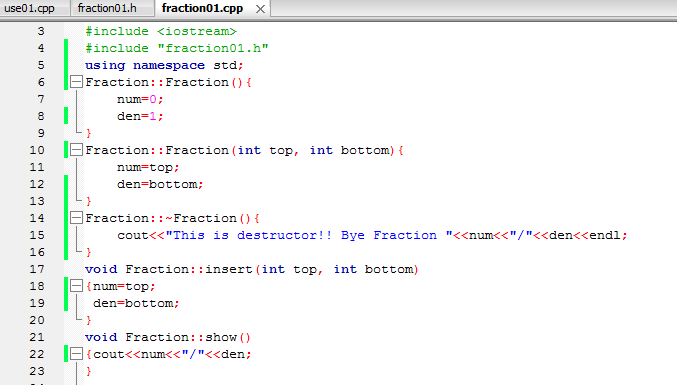 use01.cpp fraction01.h fraction01.cpp
3 #include <iostream>
4 #include "fraction01.h"
5 using namespace std;
6 Fraction::Fraction(){
7 num=0;
8 den=1;
9 }
10 Fraction::Fraction(int top, int bottom){
11 num=top;
12 den=bottom;
13 }
14 Fraction::~Fraction(){
15 cout<<"This is destructor!! Bye Fraction "<<num<<"/"<<den<<endl;
16 }
17 void Fraction::insert(int top, int bottom)
18 {num=top;
19 den=bottom;
20 }
21 void Fraction::show()
22 {cout<<num<<"/"<<den;
23 }